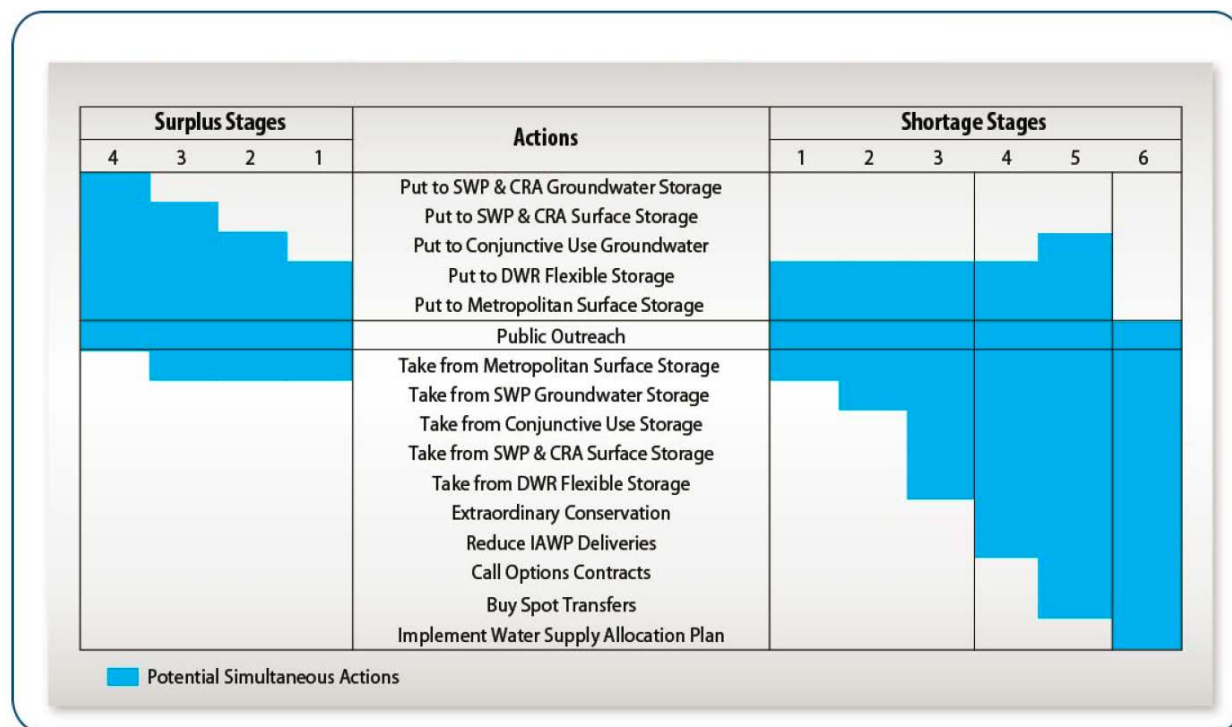 Surplus Stages Actions Shortage Stages
4 3 2 1 1 2 3 4 5 6
Put to SWP & CRA Groundwater Storage
Put to SWP & CRA Surface Storage
Put to Conjunctive Use Groundwater
Put to DWR Flexible Storage
Put to Metropolitan Surface Storage
Public Outreach
Take from Metropolitan Surface Storage
Take from SWP Groundwater Storage
Take from Conjunctive Use Storage
Take from SWP & CRA Surface Storage
Take from DWR Flexible Storage
Extraordinary Conservation
Reduce IAWP Deliveries
Call Options Contracts
Buy Spot Transfers
Implement Water Supply Allocation Plan
Potential Simultaneous Actions